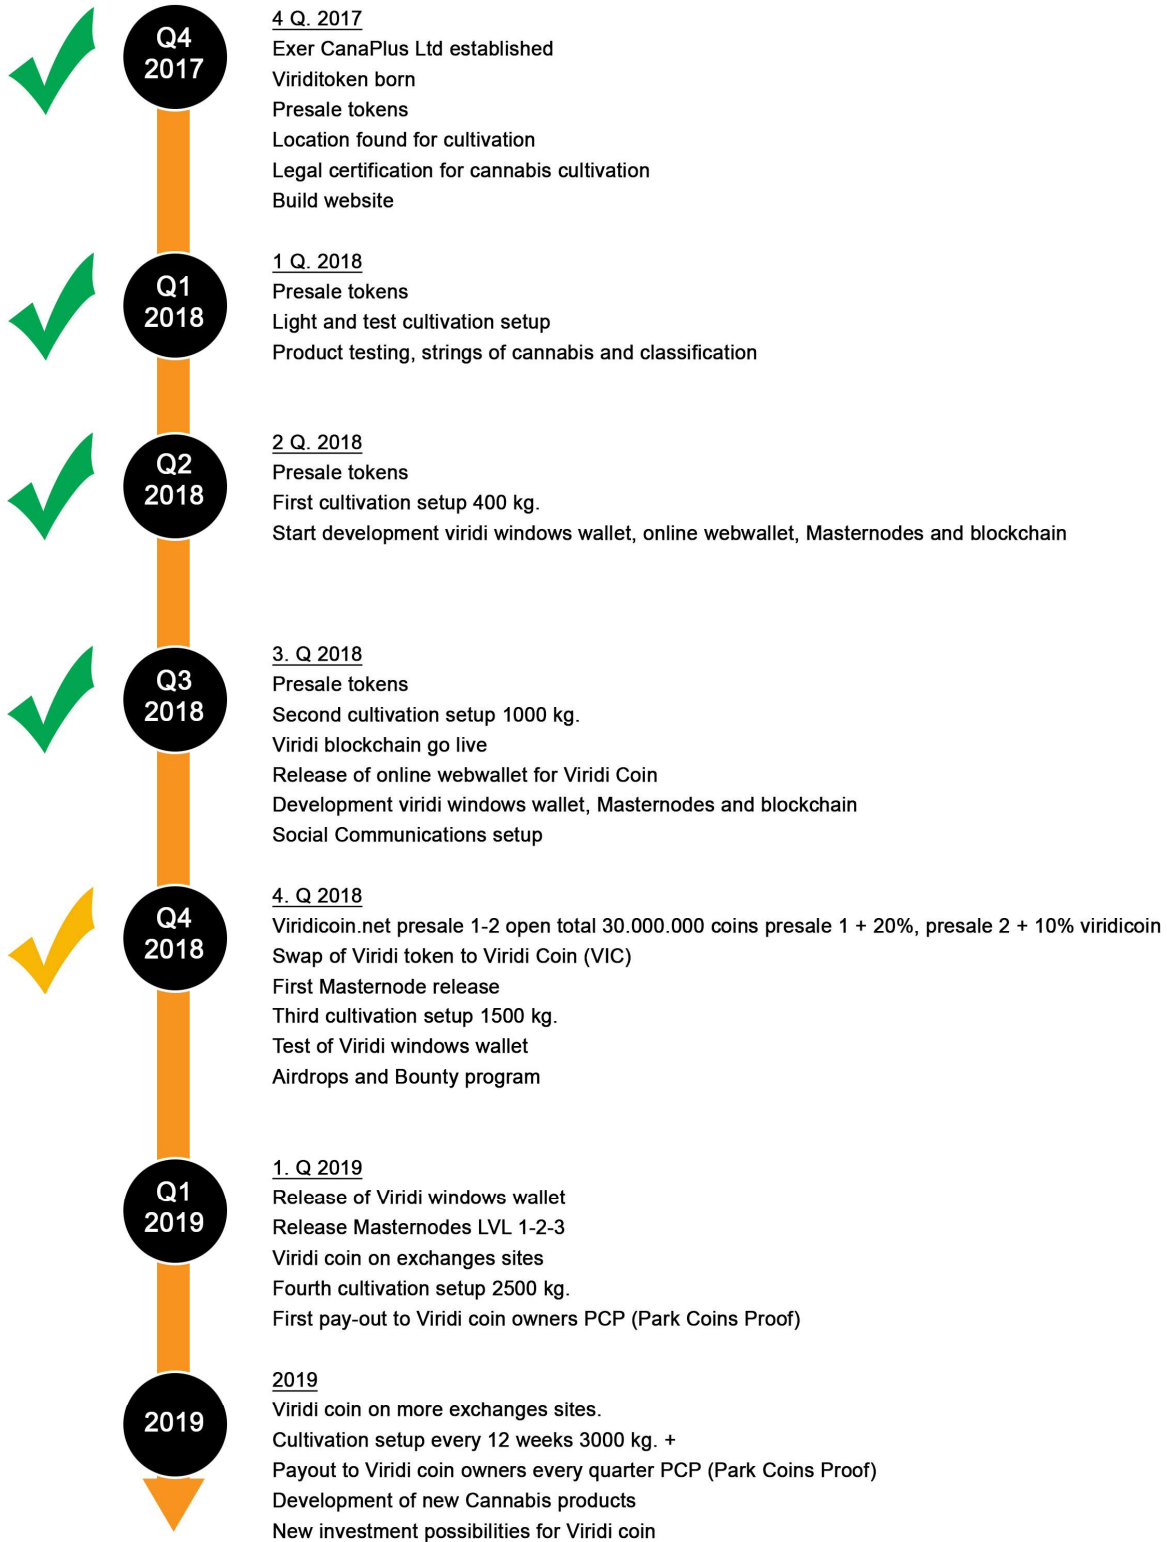 Q4
2017
4 Q. 2017
Exer CanaPlus Ltd established
Viriditoken born
Presale tokens
Location found for cultivation
Legal certification for cannabis cultivation
Build website
Q1
2018
1 Q. 2018
Presale tokens
Light and test cultivation setup
Product testing, strings of cannabis and classification
Q2
2018
2 Q. 2018
Presale tokens
First cultivation setup 400 kg.
Start development viridi windows wallet, online webwallet, Masternodes and blockchain
Q3
2018
3. Q 2018
Presale tokens
Second cultivation setup 1000 kg.
Viridi blockchain go live
Release of online webwallet for Viridi Coin
Development viridi windows wallet, Masternodes and blockchain
Social Communications setup
Q4
2018
4. Q 2018
Viridicoin.net presale 1-2 open total 30.000.000 coins presale 1 + 20%, presale 2 + 10% viridicoin
Swap of Viridi token to Viridi Coin (VIC)
First Masternode release
Third cultivation setup 1500 kg.
Test of Viridi windows wallet
Airdrops and Bounty program
Q1
2019
1. Q 2019
Release of Viridi windows wallet
Release Masternodes LVL 1-2-3
Viridi coin on exchanges sites
Fourth cultivation setup 2500 kg.
First pay-out to Viridi coin owners PCP (Park Coins Proof)
2019
2019
Viridi coin on more exchanges sites.
Cultivation setup every 12 weeks 3000 kg. +
Payout to Viridi coin owners every quarter PCP (Park Coins Proof)
Development of new Cannabis products
New investment possibilities for Viridi coin